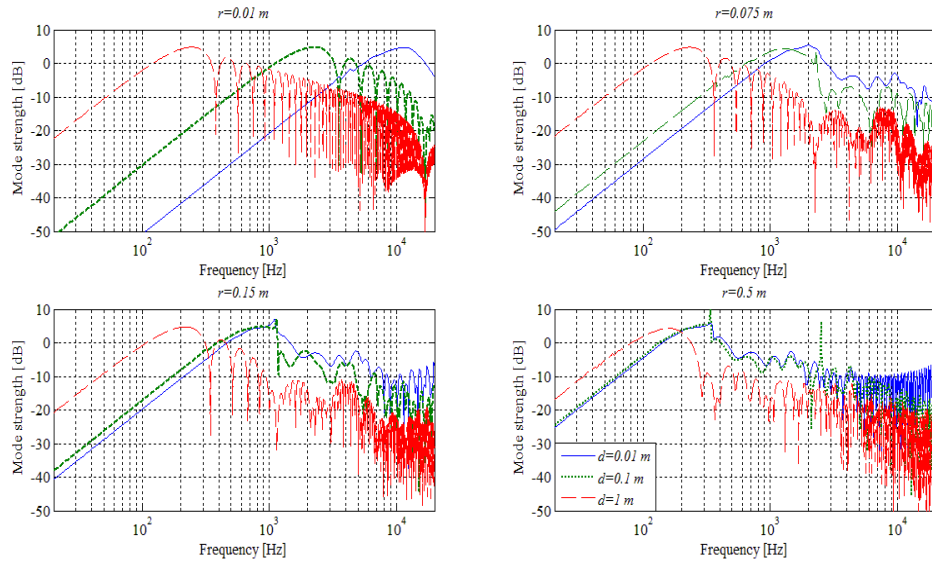 r=0.01 m
Mode strength [dB]
10
0
-10
-20
-30
-40
-50
10^2
10^3
10^4
Frequency [Hz]
r=0.075 m
Mode strength [dB]
10
0
-10
-20
-30
-40
-50
10^2
10^3
10^4
Frequency [Hz]
r=0.15 m
Mode strength [dB]
10
0
-10
-20
-30
-40
-50
10^2
10^3
10^4
Frequency [Hz]
r=0.5 m
Mode strength [dB]
10
0
-10
-20
-30
-40
-50
d=0.01 m
d=0.1 m
d=1 m
10^2
10^3
10^4
Frequency [Hz]